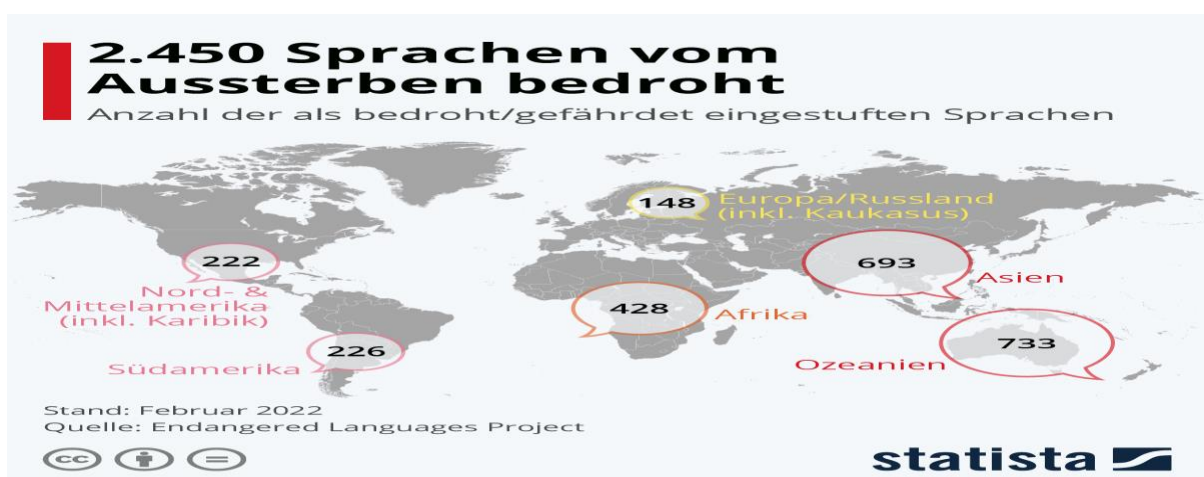 2.450 Sprachen vom
Aussterben bedroht
Anzahl der als bedroht/gefährdet eingestuften Sprachen
148
Europa/Russland
(inkl. Kaukasus)
222
Nord- &
Mittelamerika
(inkl. Karibik)
693
Asien
428
Afrika
226
Südamerika
733
Ozeanien
Stand: Februar 2022
Quelle: Endangered Languages Project
cc
statista